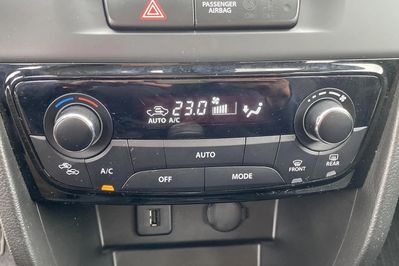 PASSENGER
AIRBAG
23.0
AUTO A/C
AUTO
A/C
OFF
MODE
FRONT
REAR